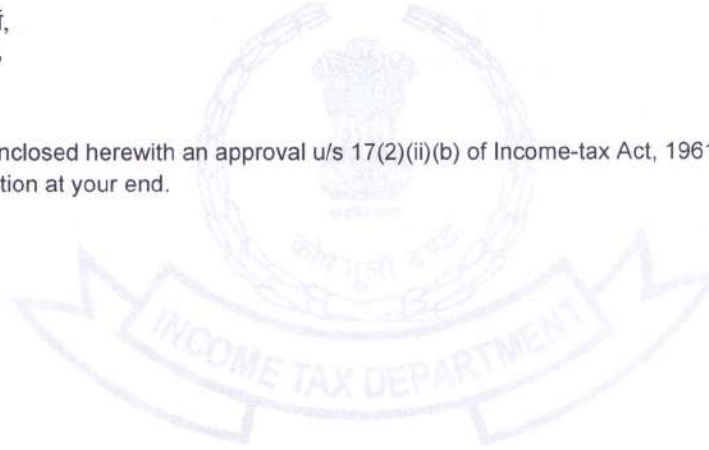 nclosed herewith an approval u/s 17(2)(ii)(b) of Income-tax Act, 1961
tion at your end.
कोष मूलो दण्ड
INCOME TAX DEPARTMENT